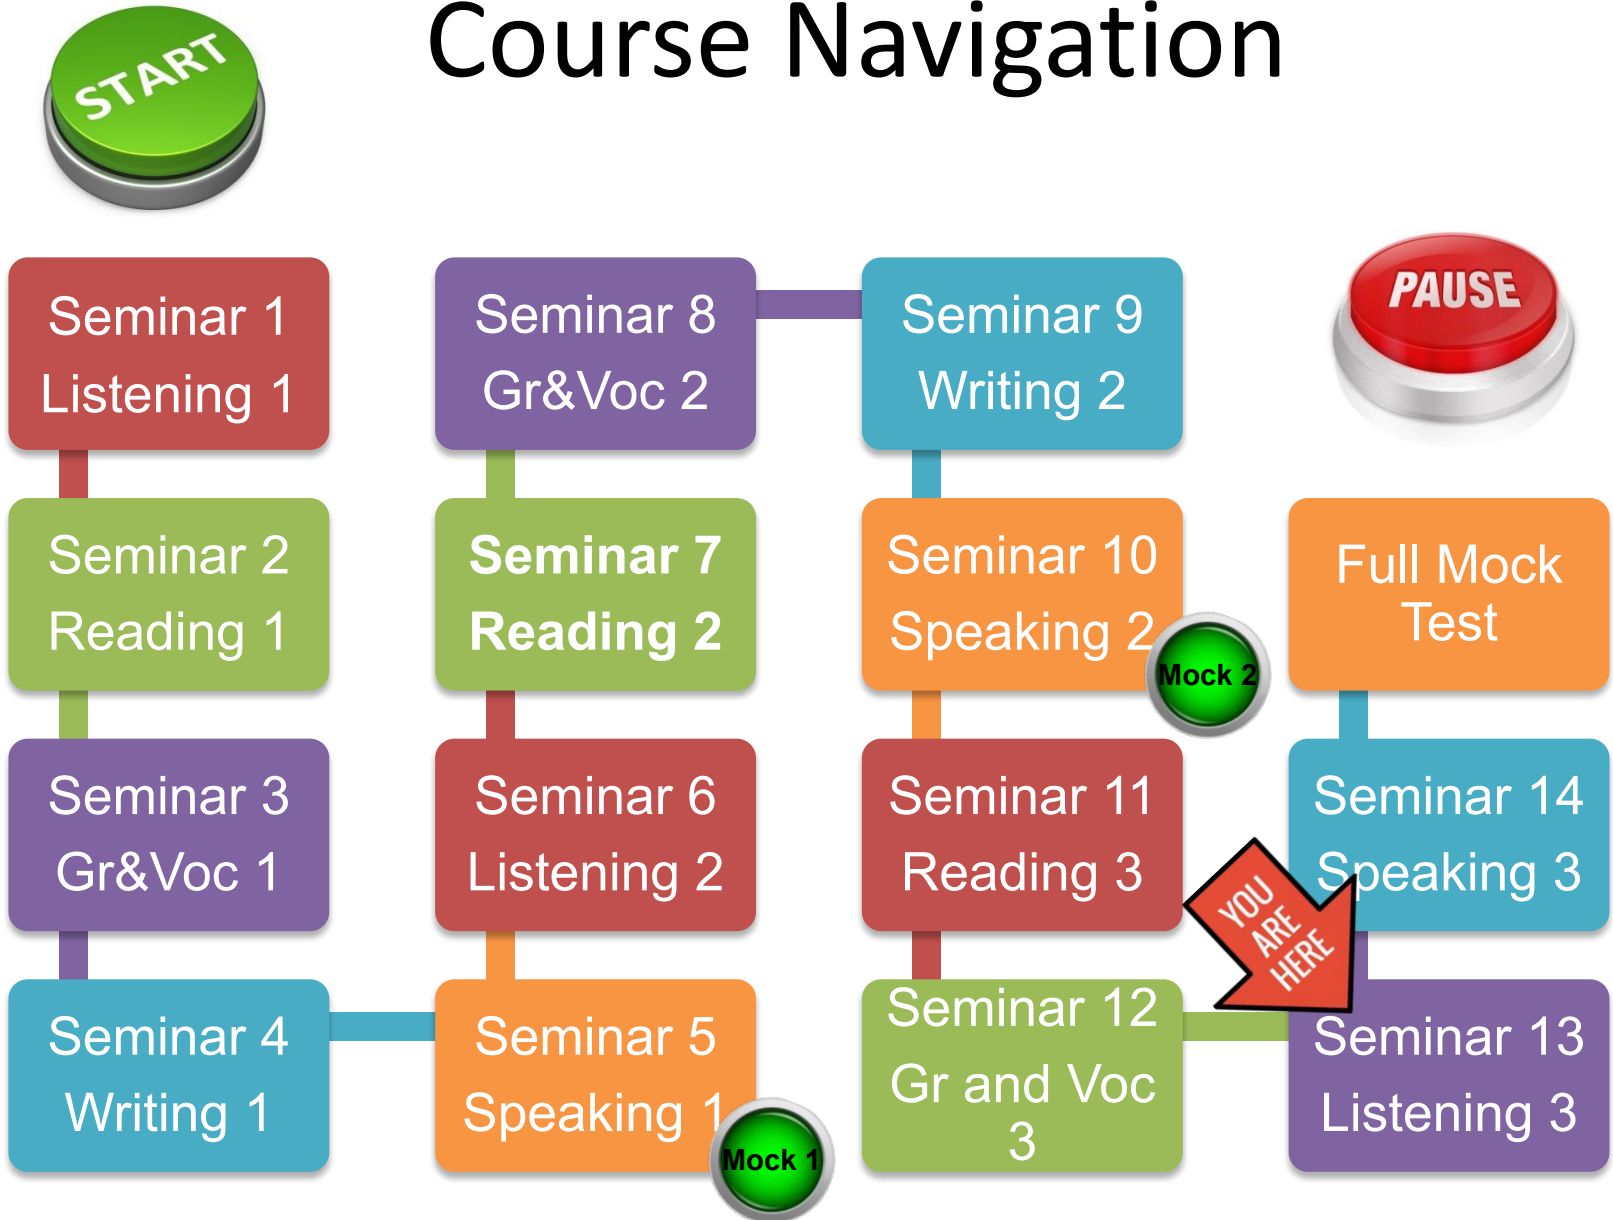 Course Navigation
START
Seminar 1
Listening 1
Seminar 2
Reading 1
Seminar 3
Gr&Voc 1
Seminar 4
Writing 1
Seminar 5
Speaking 1
Mock 1
Seminar 6
Listening 2
Seminar 7
Reading 2
Seminar 8
Gr&Voc 2
Seminar 9
Writing 2
Seminar 10
Speaking 2
Mock 2
Seminar 11
Reading 3
Seminar 12
Gr and Voc
3
YOU
ARE
HERE
Seminar 13
Listening 3
Seminar 14
Speaking 3
Full Mock
Test
PAUSE